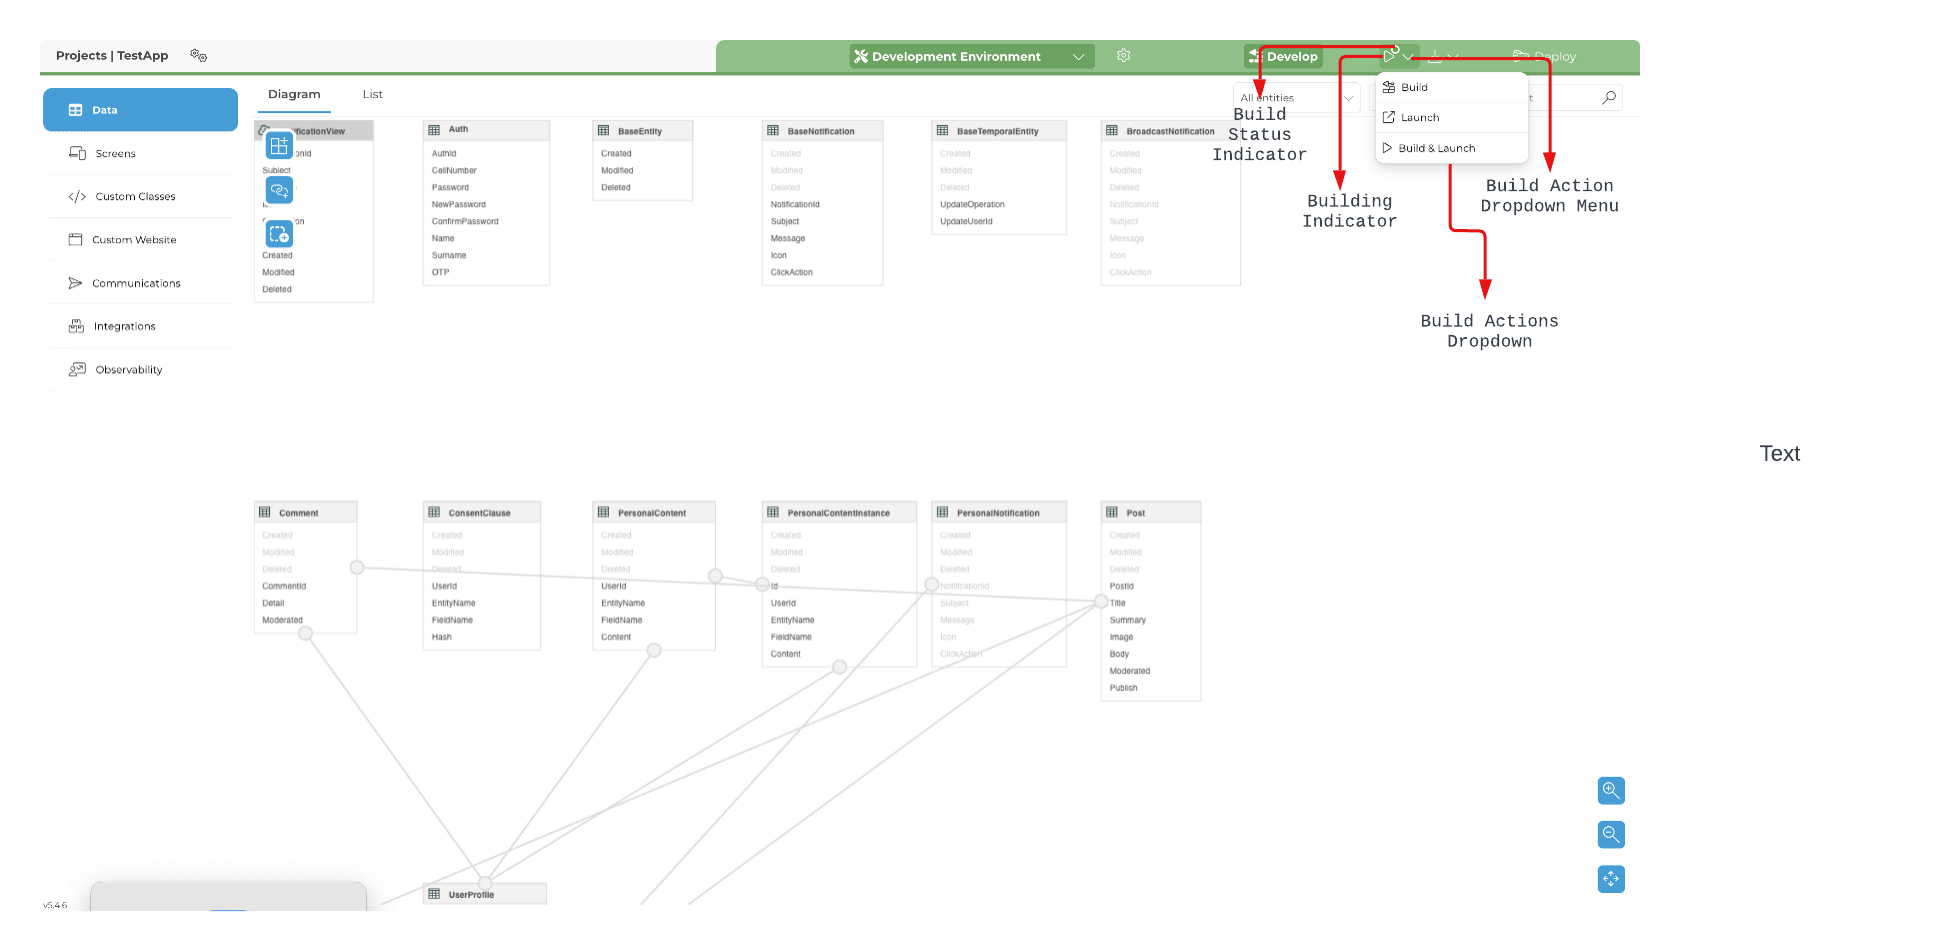 Projects | TestApp
Development Environment
Develop
Deploy
Data
Screens
Custom Classes
Custom Website
Communications
Integrations
Observability
Diagram
List
All entities
Build
Launch
Build & Launch
Build
Status
Indicator
Building
Indicator
Build Action
Dropdown Menu
Build Actions
Dropdown
Text
Subject
Created
Modified
Deleted
Auth
AuthId
CellNumber
Password
NewPassword
ConfirmPassword
Name
Surname
OTP
BaseEntity
Created
Modified
Deleted
BaseNotification
Created
Modified
Deleted
NotificationId
Subject
Message
Icon
ClickAction
BaseTemporalEntity
Created
Modified
Deleted
UpdateOperation
UpdateUserId
BroadcastNotification
Created
Modified
Deleted
NotificationId
Subject
Message
Icon
ClickAction
Comment
Created
Modified
Deleted
CommentId
Detail
Moderated
ConsentClause
Created
Modified
Deleted
UserId
EntityName
FieldName
Hash
PersonalContent
Created
Modified
Deleted
UserId
EntityName
FieldName
Content
PersonalContentInstance
Created
Modified
Deleted
Id
UserId
EntityName
FieldName
Content
PersonalNotification
Created
Modified
Deleted
NotificationId
Subject
Message
Icon
ClickAction
Post
Created
Modified
Deleted
PostId
Title
Summary
Image
Body
Moderated
Publish
UserProfile
v5.4.6